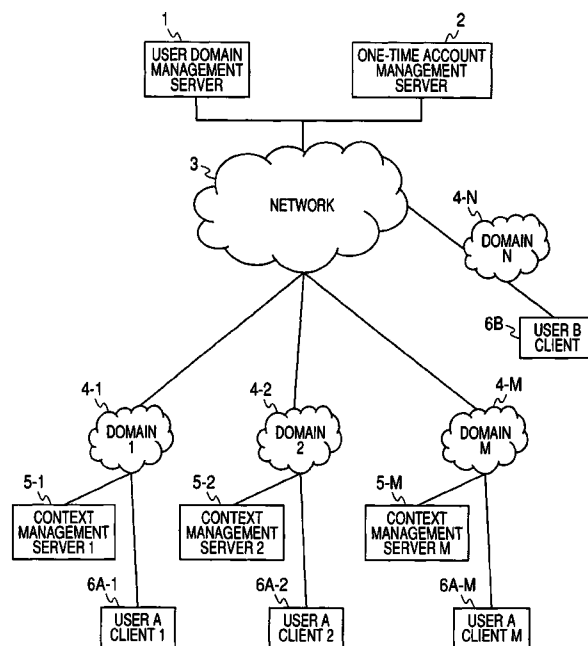 1
USER DOMAIN
MANAGEMENT
SERVER
2
ONE-TIME ACCOUNT
MANAGEMENT
SERVER
3
NETWORK
4-N
DOMAIN
N
6B
USER B
CLIENT
4-1
DOMAIN
1
4-2
DOMAIN
2
4-M
DOMAIN
M
5-1
CONTEXT
MANAGEMENT
SERVER 1
5-2
CONTEXT
MANAGEMENT
SERVER 2
5-M
CONTEXT
MANAGEMENT
SERVER M
6A-1
USER A
CLIENT 1
6A-2
USER A
CLIENT 2
6A-M
USER A
CLIENT M